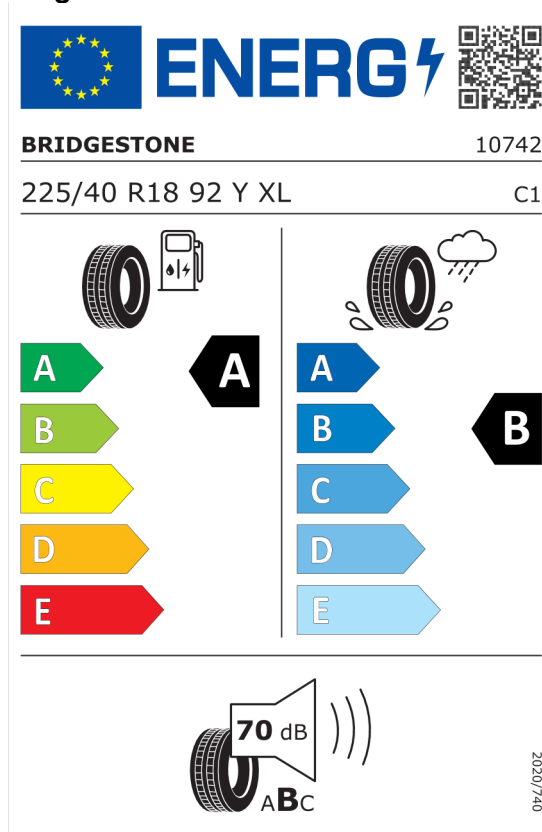 ENERG
BRIDGESTONE 10742
225/40 R18 92 Y XL C1
A A A
B B B
C C
D D
E E
70 dB
ABC
2020/740